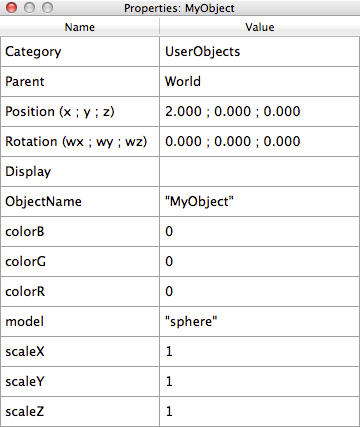 Properties: MyObject
Name Value
Category UserObjects
Parent World
Position (x ; y ; z) 2.000 ; 0.000 ; 0.000
Rotation (wx ; wy ; wz) 0.000 ; 0.000 ; 0.000
Display
ObjectName "MyObject"
colorB 0
colorG 0
colorR 0
model "sphere"
scaleX 1
scaleY 1
scaleZ 1